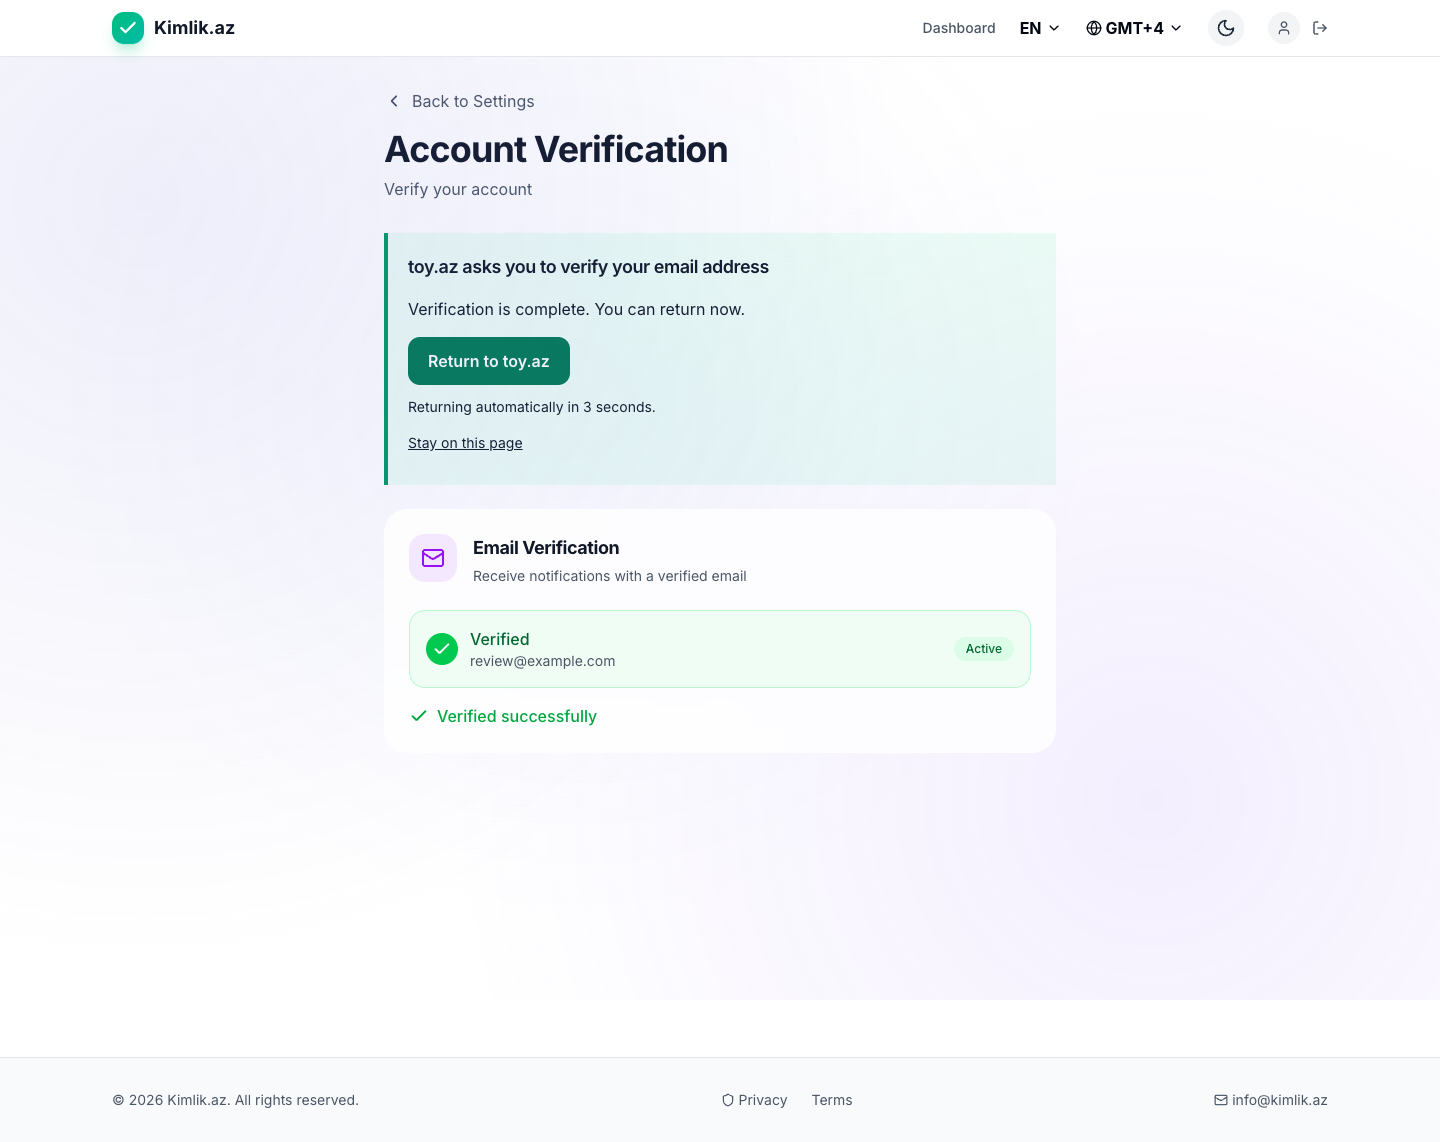 Kimlik.az
Dashboard
EN
GMT+4
Back to Settings
Account Verification
Verify your account
toy.az asks you to verify your email address
Verification is complete. You can return now.
Return to toy.az
Returning automatically in 3 seconds.
Stay on this page
Email Verification
Receive notifications with a verified email
Verified
review@example.com
Active
Verified successfully
© 2026 Kimlik.az. All rights reserved.
Privacy
Terms
info@kimlik.az